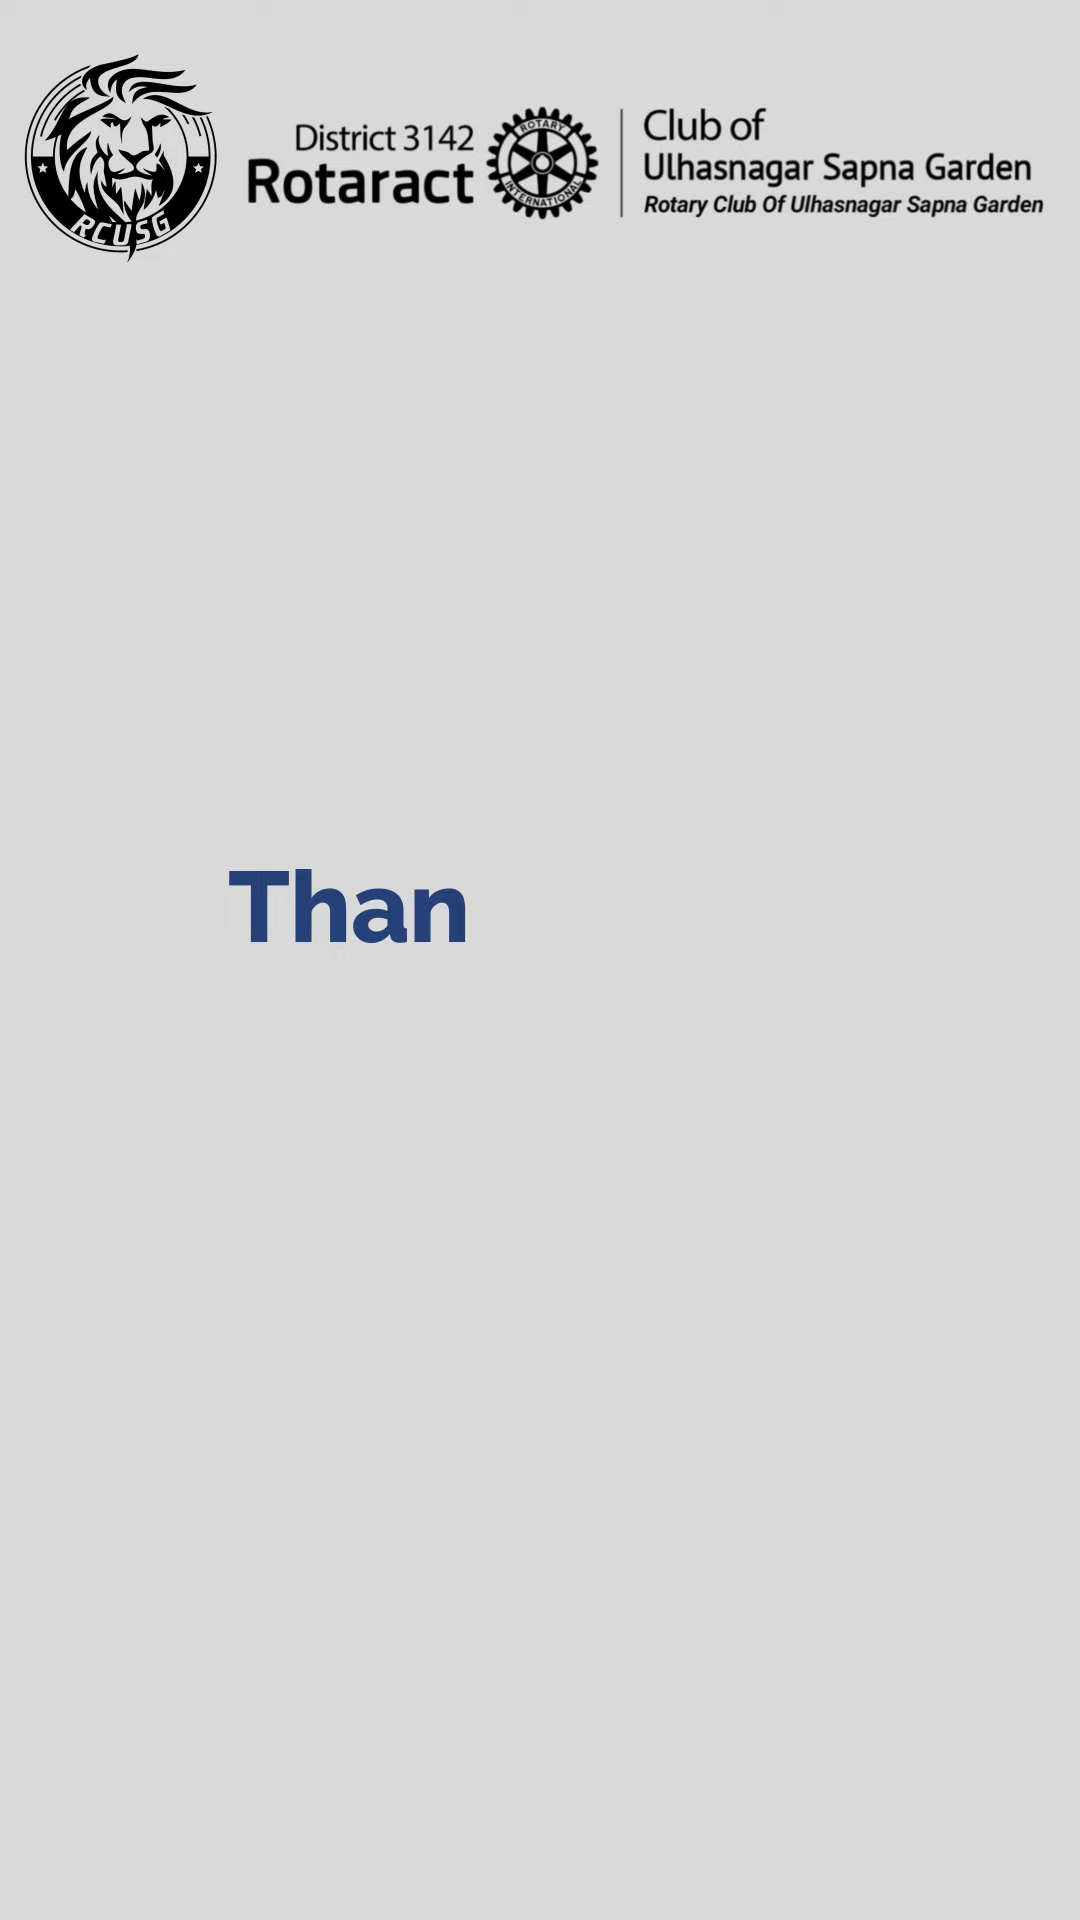 RCUSG
District 3142
Rotaract
ROTARY
INTERNATIONAL
Club of
Ulhasnagar Sapna Garden
Rotary Club Of Ulhasnagar Sapna Garden
Than